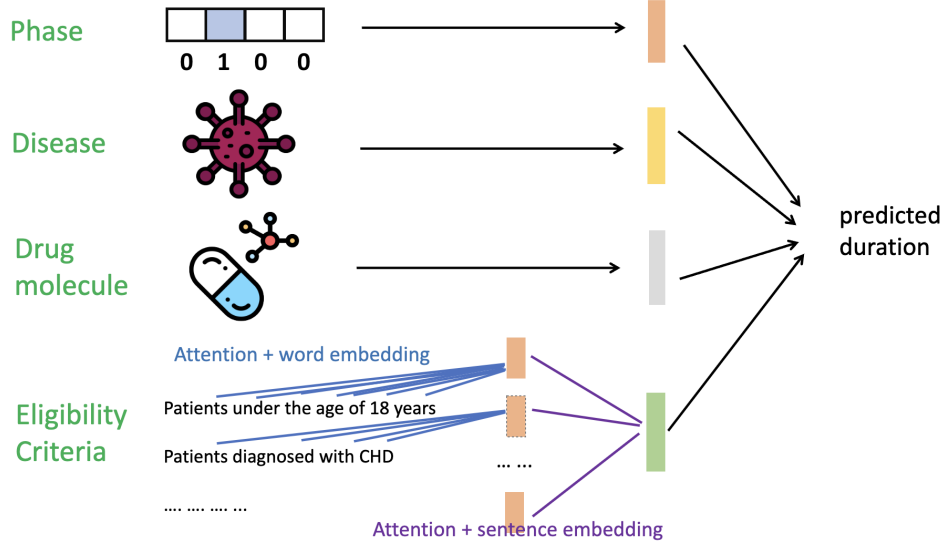 Phase
0 1 0 0
Disease
Drug
molecule
predicted
duration
Attention + word embedding
Eligibility
Criteria
Patients under the age of 18 years
Patients diagnosed with CHD
... ...
.... .... .... ...
Attention + sentence embedding